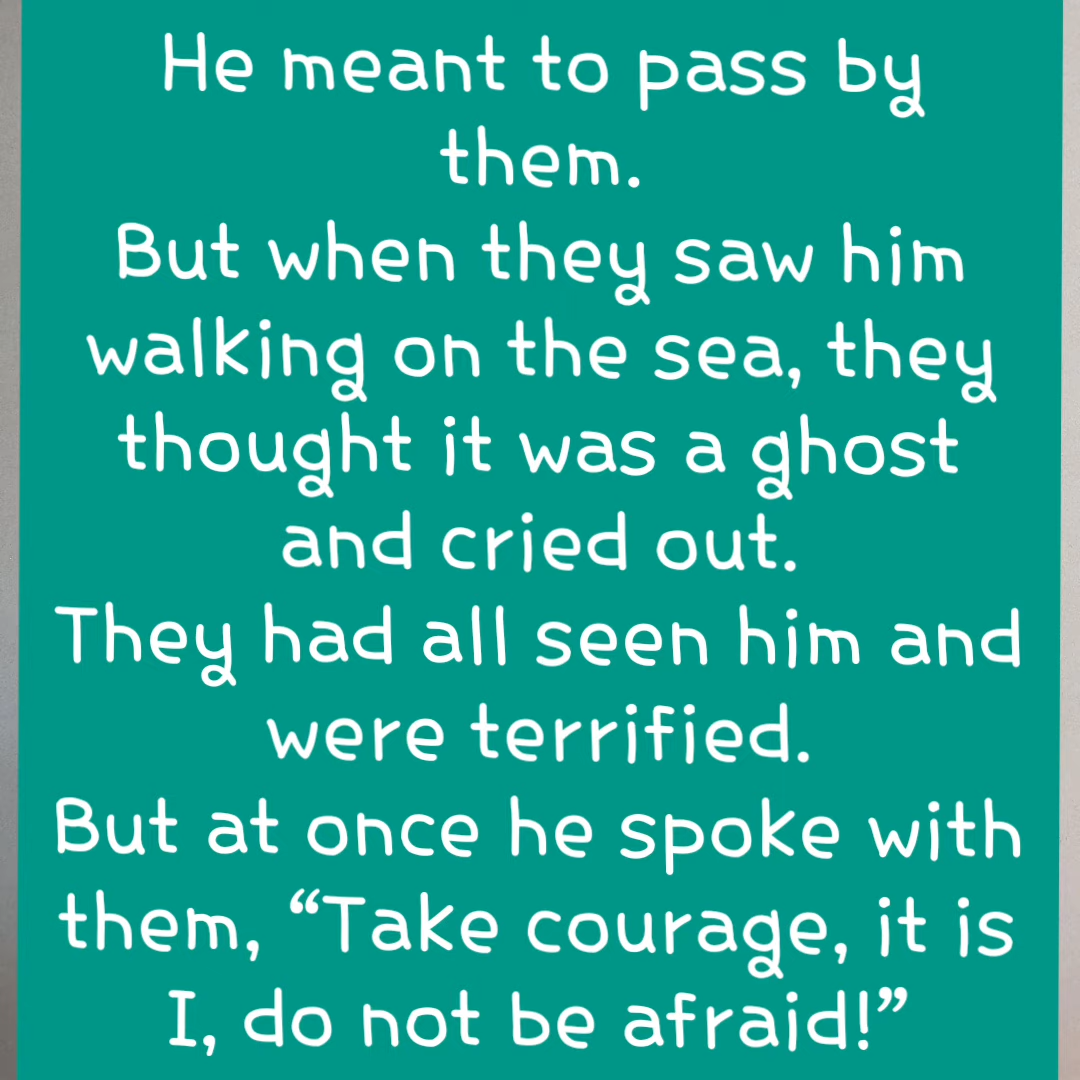 He meant to pass by
them.
But when they saw him
walking on the sea, they
thought it was a ghost
and cried out.
They had all seen him and
were terrified.
But at once he spoke with
them, “Take courage, it is
I, do not be afraid!”